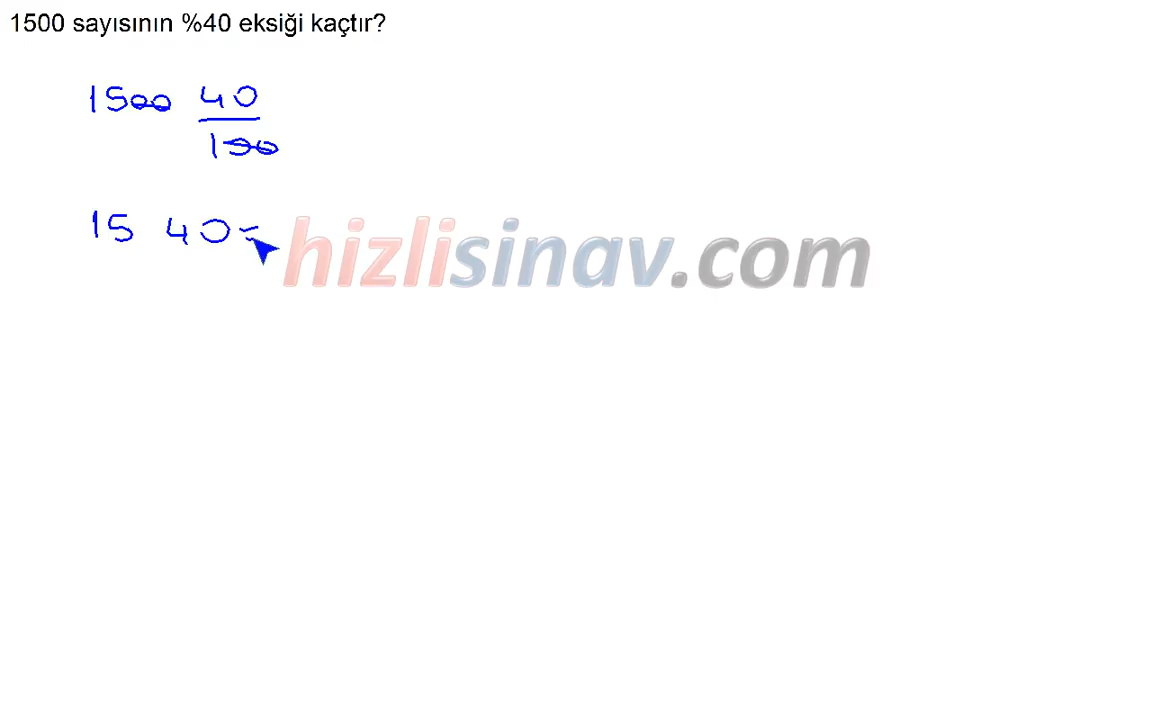 1500 sayısının %40 eksiği kaçtır?
1500 40
100
15 40=
hizlisinav.com